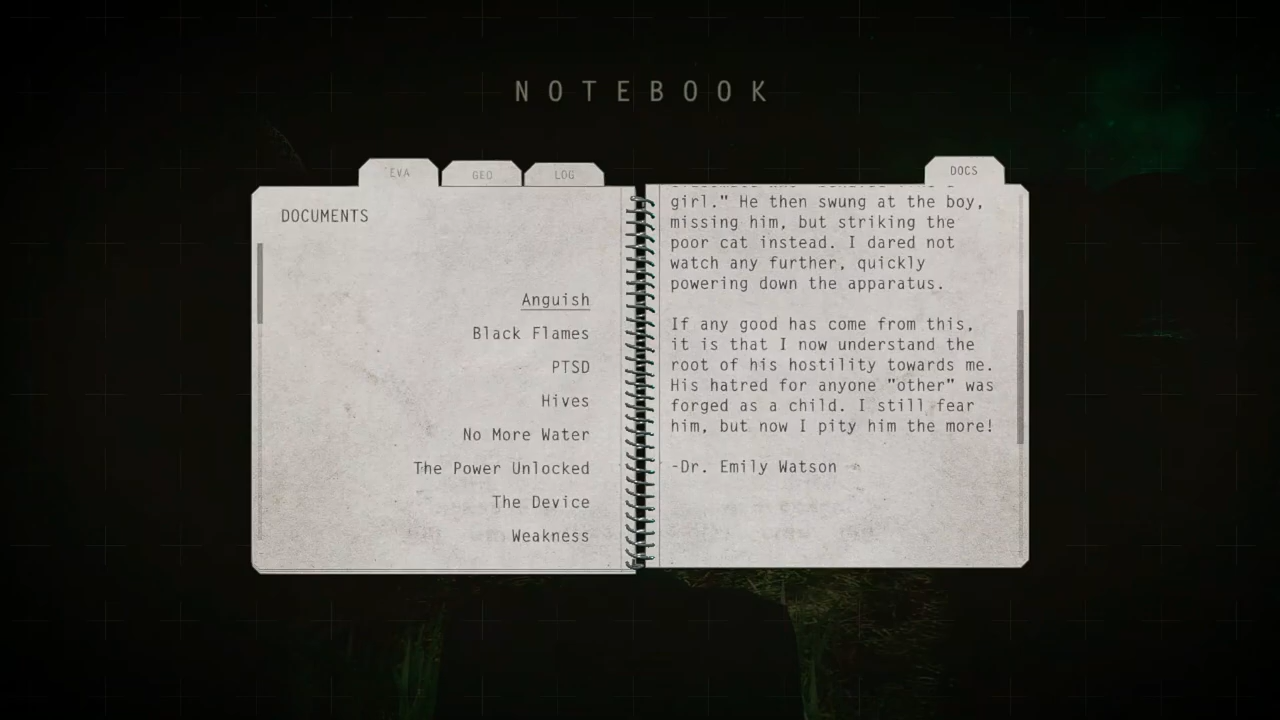 NOTEBOOK
EVA
GEO
LOG
DOCS
DOCUMENTS
Anguish
Black Flames
PTSD
Hives
No More Water
The Power Unlocked
The Device
Weakness
girl." He then swung at the boy,
missing him, but striking the
poor cat instead. I dared not
watch any further, quickly
powering down the apparatus.
If any good has come from this,
it is that I now understand the
root of his hostility towards me.
His hatred for anyone "other" was
forged as a child. I still fear
him, but now I pity him the more!
-Dr. Emily Watson